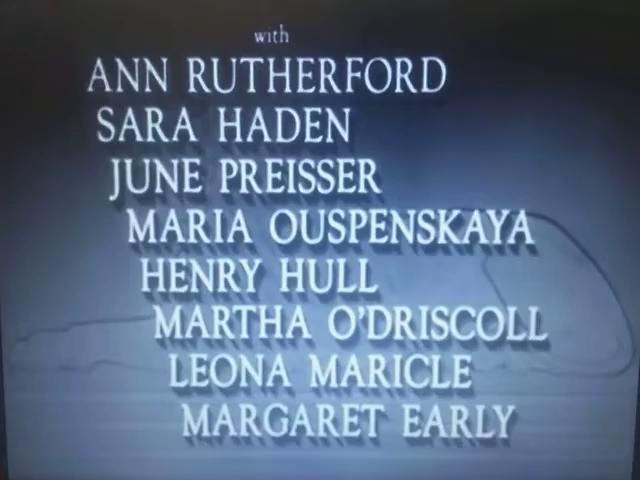 with
ANN RUTHERFORD
SARA HADEN
JUNE PREISSER
MARIA OUSPENSKAYA
HENRY HULL
MARTHA O'DRISCOLL
LEONA MARICLE
MARGARET EARLY